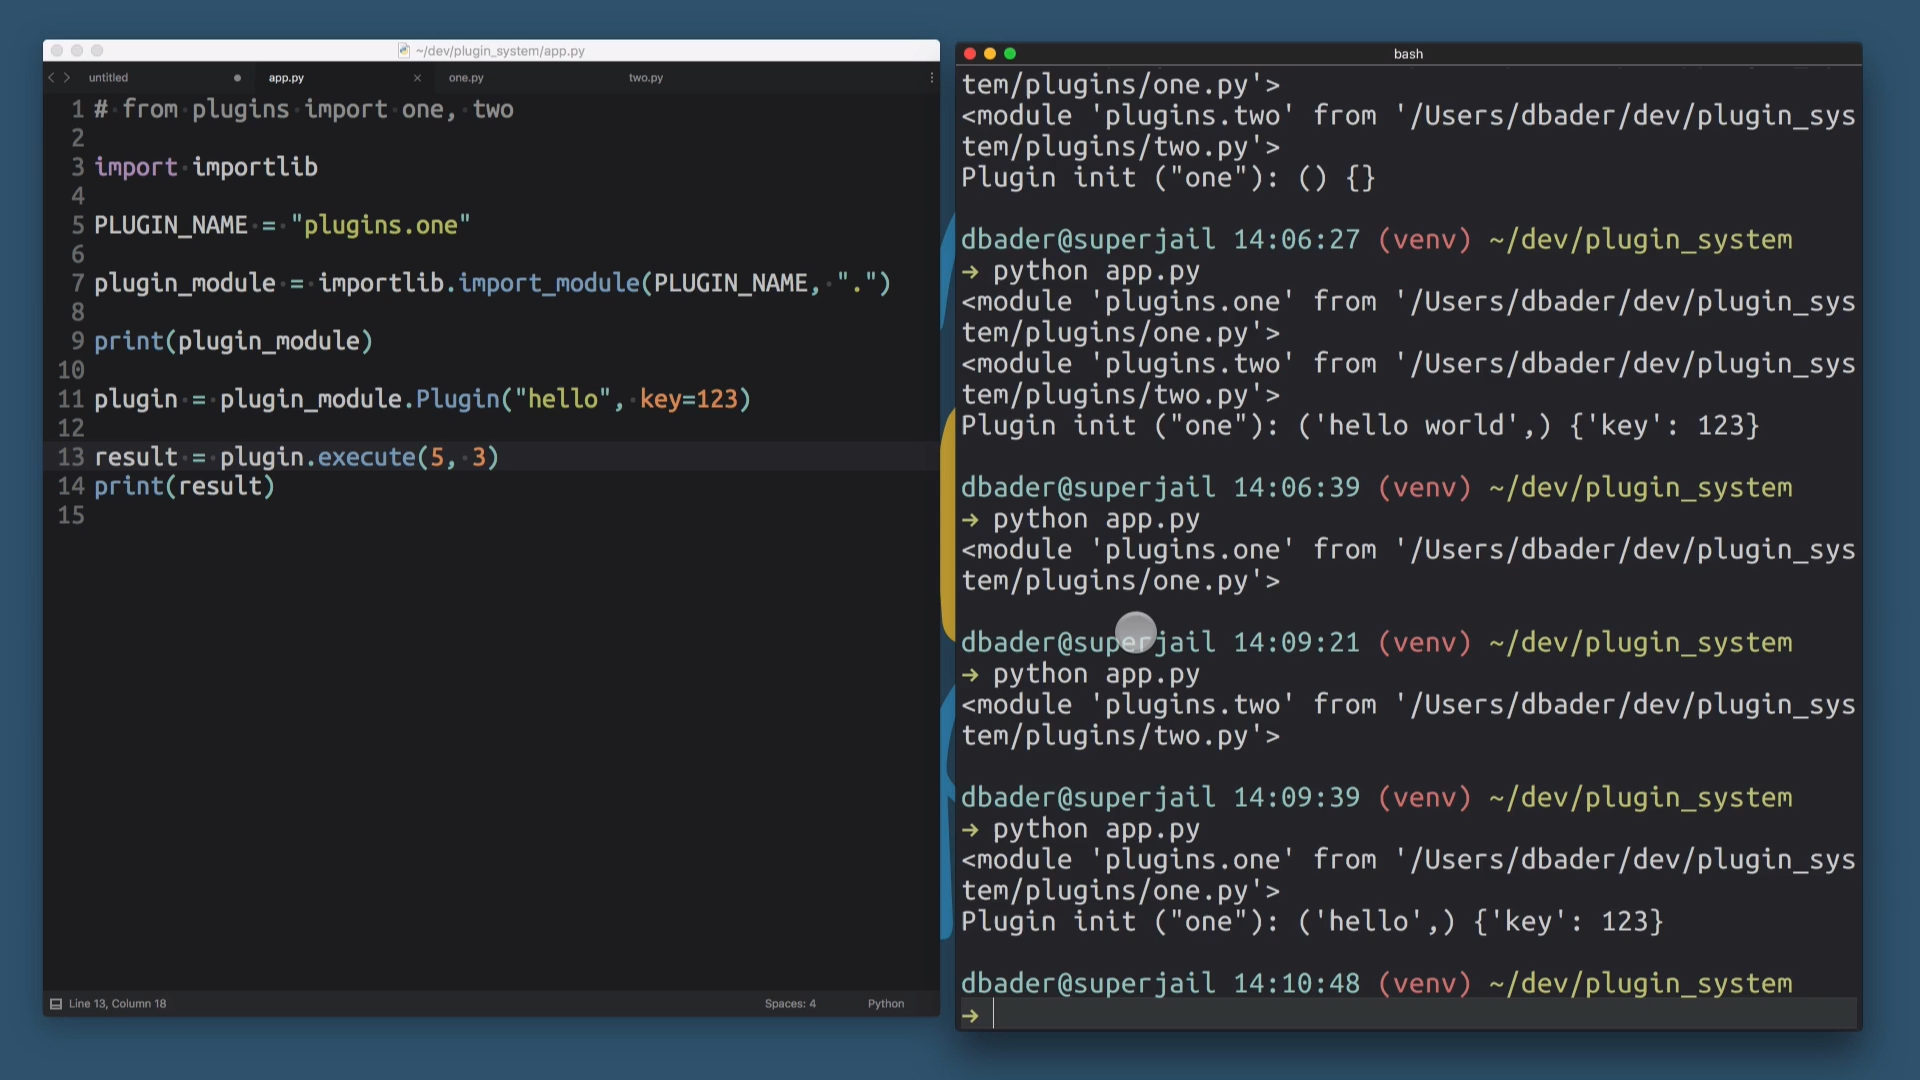 ~/dev/plugin_system/app.py
untitled
app.py
one.py
two.py
1 # from plugins import one, two
2
3 import importlib
4
5 PLUGIN_NAME = "plugins.one"
6
7 plugin_module = importlib.import_module(PLUGIN_NAME, ".")
8
9 print(plugin_module)
10
11 plugin = plugin_module.Plugin("hello", key=123)
12
13 result = plugin.execute(5, 3)
14 print(result)
15
Line 13, Column 18
Spaces: 4
Python
bash
tem/plugins/one.py'>
<module 'plugins.two' from '/Users/dbader/dev/plugin_sys
tem/plugins/two.py'>
Plugin init ("one"): () {}
dbader@superjail 14:06:27 (venv) ~/dev/plugin_system
→ python app.py
<module 'plugins.one' from '/Users/dbader/dev/plugin_sys
tem/plugins/one.py'>
<module 'plugins.two' from '/Users/dbader/dev/plugin_sys
tem/plugins/two.py'>
Plugin init ("one"): ('hello world',) {'key': 123}
dbader@superjail 14:06:39 (venv) ~/dev/plugin_system
→ python app.py
<module 'plugins.one' from '/Users/dbader/dev/plugin_sys
tem/plugins/one.py'>
dbader@superjail 14:09:21 (venv) ~/dev/plugin_system
→ python app.py
<module 'plugins.two' from '/Users/dbader/dev/plugin_sys
tem/plugins/two.py'>
dbader@superjail 14:09:39 (venv) ~/dev/plugin_system
→ python app.py
<module 'plugins.one' from '/Users/dbader/dev/plugin_sys
tem/plugins/one.py'>
Plugin init ("one"): ('hello',) {'key': 123}
dbader@superjail 14:10:48 (venv) ~/dev/plugin_system
→